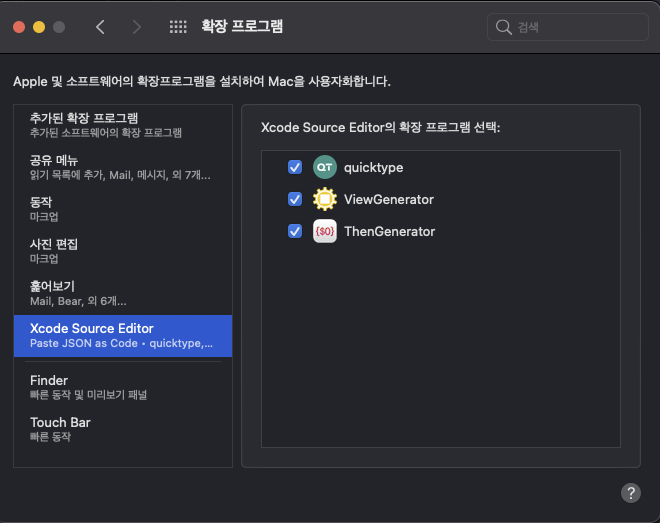 확장 프로그램
검색
Apple 및 소프트웨어의 확장프로그램을 설치하여 Mac을 사용자화합니다.
추가된 확장 프로그램
추가된 소프트웨어의 확장 프로그램
공유 메뉴
읽기 목록에 추가, Mail, 메시지, 외 7개...
동작
마크업
사진 편집
마크업
훑어보기
Mail, Bear, 외 6개...
Xcode Source Editor
Paste JSON as Code • quicktype,...
Finder
빠른 동작 및 미리보기 패널
Touch Bar
빠른 동작
Xcode Source Editor의 확장 프로그램 선택:
QT quicktype
ViewGenerator
{$0} ThenGenerator
?